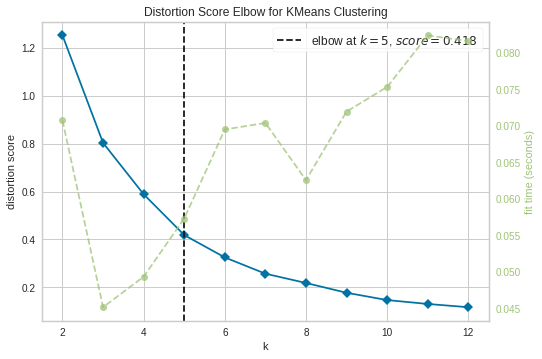 Distortion Score Elbow for KMeans Clustering
elbow at k = 5, score = 0.418
distortion score
1.2
1.0
0.8
0.6
0.4
0.2
fit time (seconds)
0.080
0.075
0.070
0.065
0.060
0.055
0.050
0.045
2 4 6 8 10 12
k